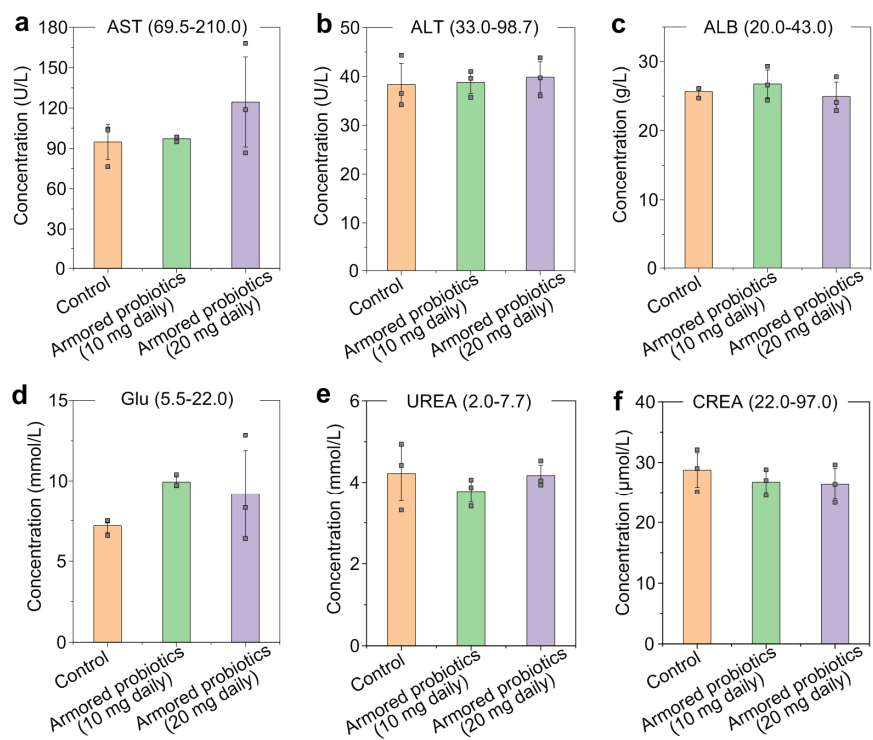 a
AST (69.5-210.0)
Concentration (U/L)
180
150
120
90
60
30
0
Control
Armored probiotics
(10 mg daily)
Armored probiotics
(20 mg daily)
b
ALT (33.0-98.7)
Concentration (U/L)
50
40
30
20
10
0
Control
Armored probiotics
(10 mg daily)
Armored probiotics
(20 mg daily)
c
ALB (20.0-43.0)
Concentration (g/L)
30
20
10
0
Control
Armored probiotics
(10 mg daily)
Armored probiotics
(20 mg daily)
d
Glu (5.5-22.0)
Concentration (mmol/L)
15
10
5
0
Control
Armored probiotics
(10 mg daily)
Armored probiotics
(20 mg daily)
e
UREA (2.0-7.7)
Concentration (mmol/L)
6
4
2
0
Control
Armored probiotics
(10 mg daily)
Armored probiotics
(20 mg daily)
f
CREA (22.0-97.0)
Concentration (μmol/L)
40
30
20
10
0
Control
Armored probiotics
(10 mg daily)
Armored probiotics
(20 mg daily)